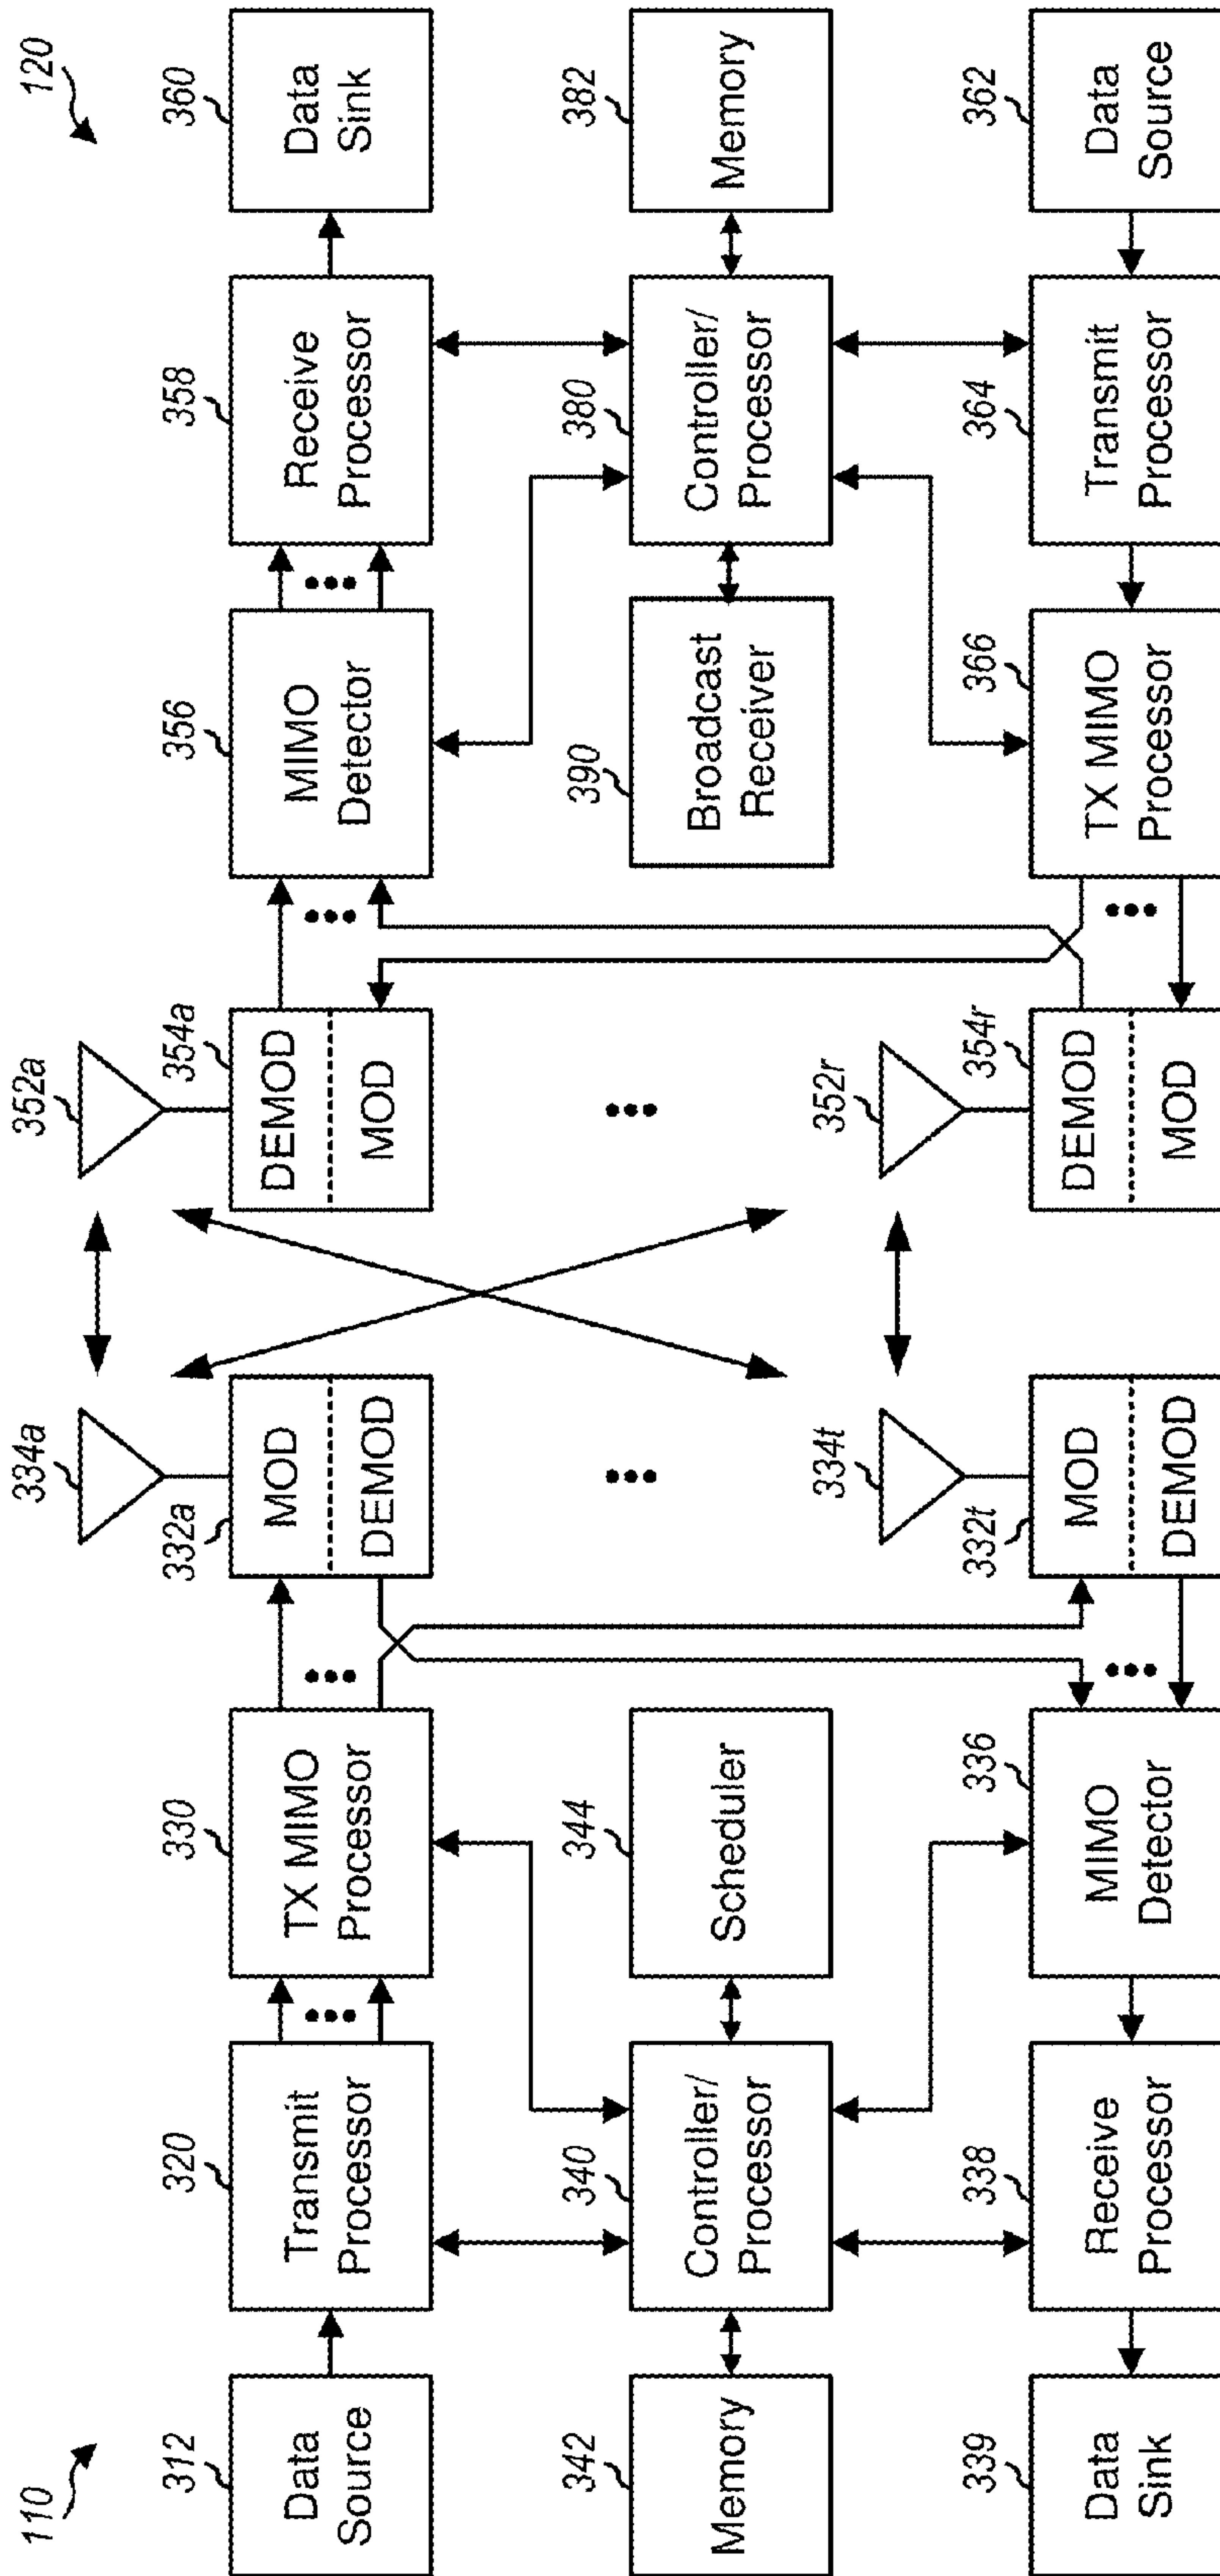 110
120
334a
352a
312
Data
Source
320
Transmit
Processor
330
TX MIMO
Processor
332a
MOD
DEMOD
354a
DEMOD
MOD
356
MIMO
Detector
358
Receive
Processor
360
Data
Sink
342
Memory
340
Controller/
Processor
344
Scheduler
390
Broadcast
Receiver
380
Controller/
Processor
382
Memory
334t
352r
339
Data
Sink
338
Receive
Processor
336
MIMO
Detector
332t
MOD
DEMOD
354r
DEMOD
MOD
366
TX MIMO
Processor
364
Transmit
Processor
362
Data
Source